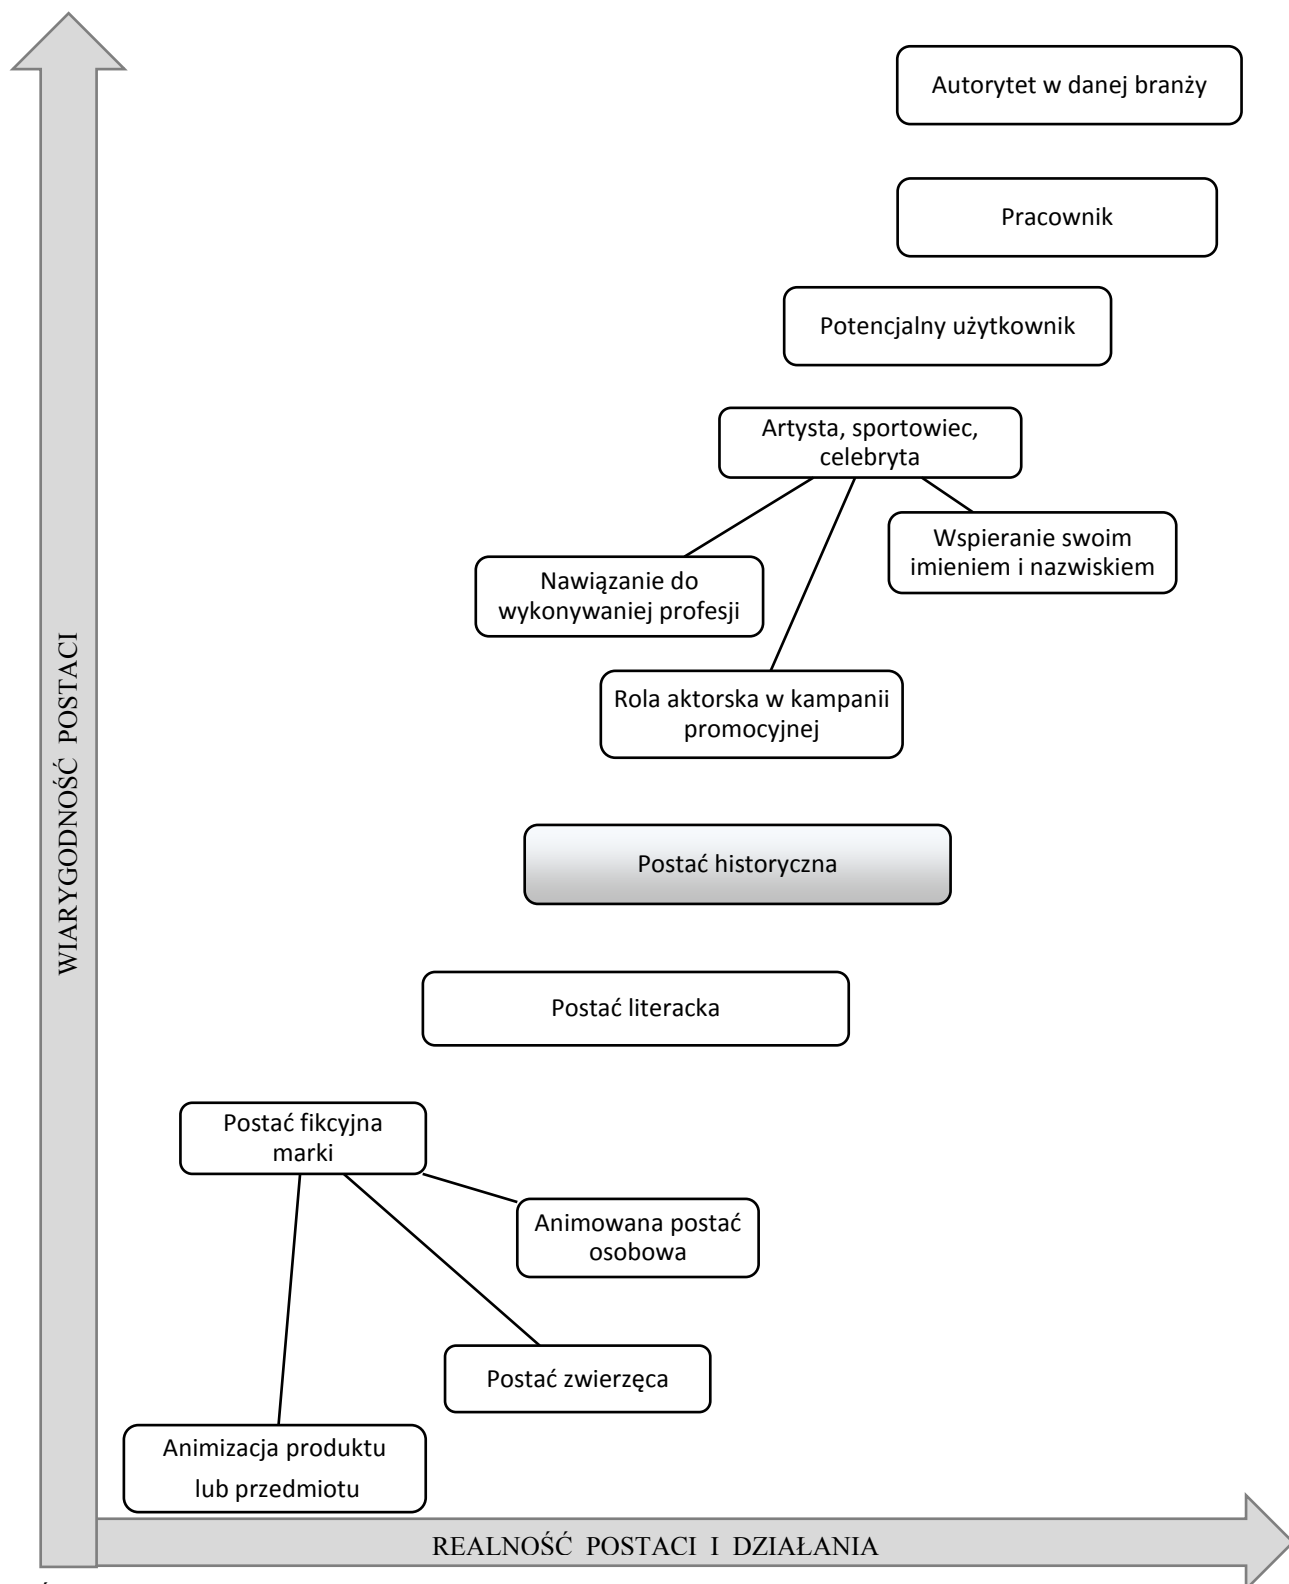 Autorytet w danej branży
Pracownik
Potencjalny użytkownik
Artysta, sportowiec,
celebryta
Wspieranie swoim
imieniem i nazwiskiem
Nawiązanie do
wykonywaniej profesji
Rola aktorska w kampanii
promocyjnej
WIARYGODNOŚĆ POSTACI
Postać historyczna
Postać literacka
Postać fikcyjna
marki
Animowana postać
osobowa
Postać zwierzęca
Animizacja produktu
lub przedmiotu
REALNOŚĆ POSTACI I DZIAŁANIA